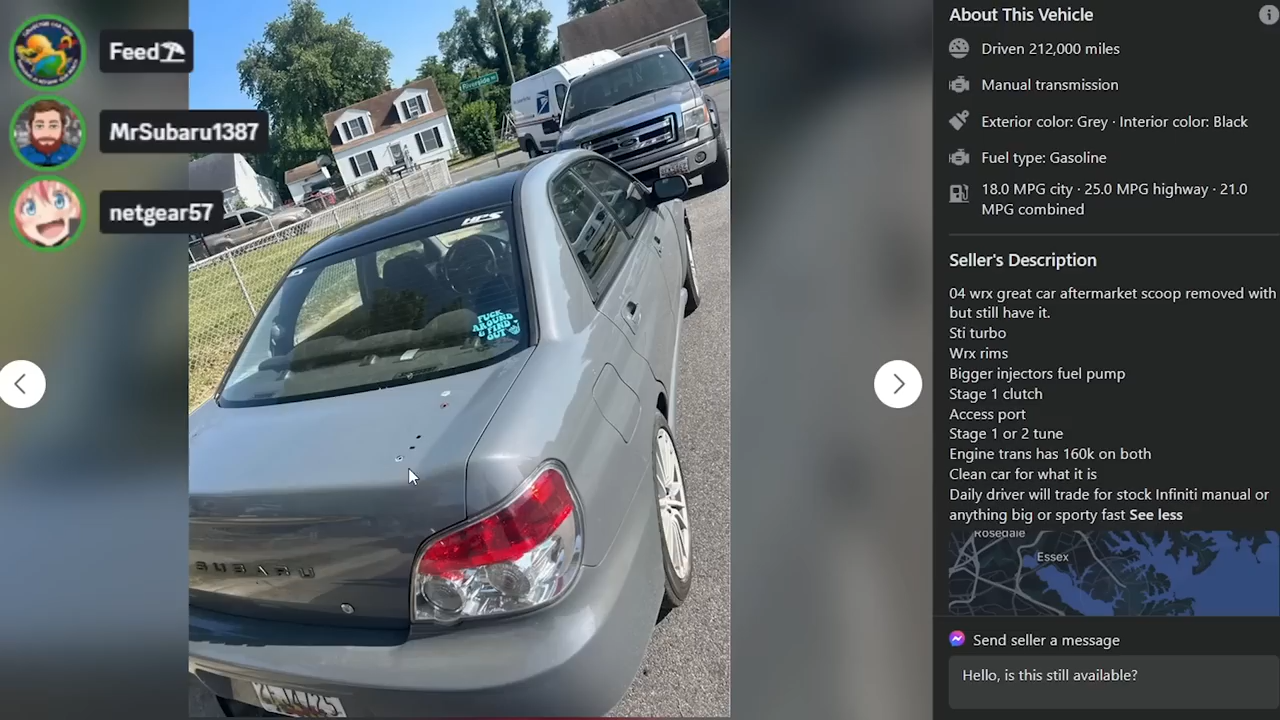 Feed
MrSubaru1387
netgear57
Riverside
HCS
FUCK
AROUND
& FIND
OUT
SUBARU
About This Vehicle
Driven 212,000 miles
Manual transmission
Exterior color: Grey · Interior color: Black
Fuel type: Gasoline
18.0 MPG city · 25.0 MPG highway · 21.0
MPG combined
Seller's Description
04 wrx great car aftermarket scoop removed with
but still have it.
Sti turbo
Wrx rims
Bigger injectors fuel pump
Stage 1 clutch
Access port
Stage 1 or 2 tune
Engine trans has 160k on both
Clean car for what it is
Daily driver will trade for stock Infiniti manual or
anything big or sporty fast See less
Rosedale
Essex
Send seller a message
Hello, is this still available?